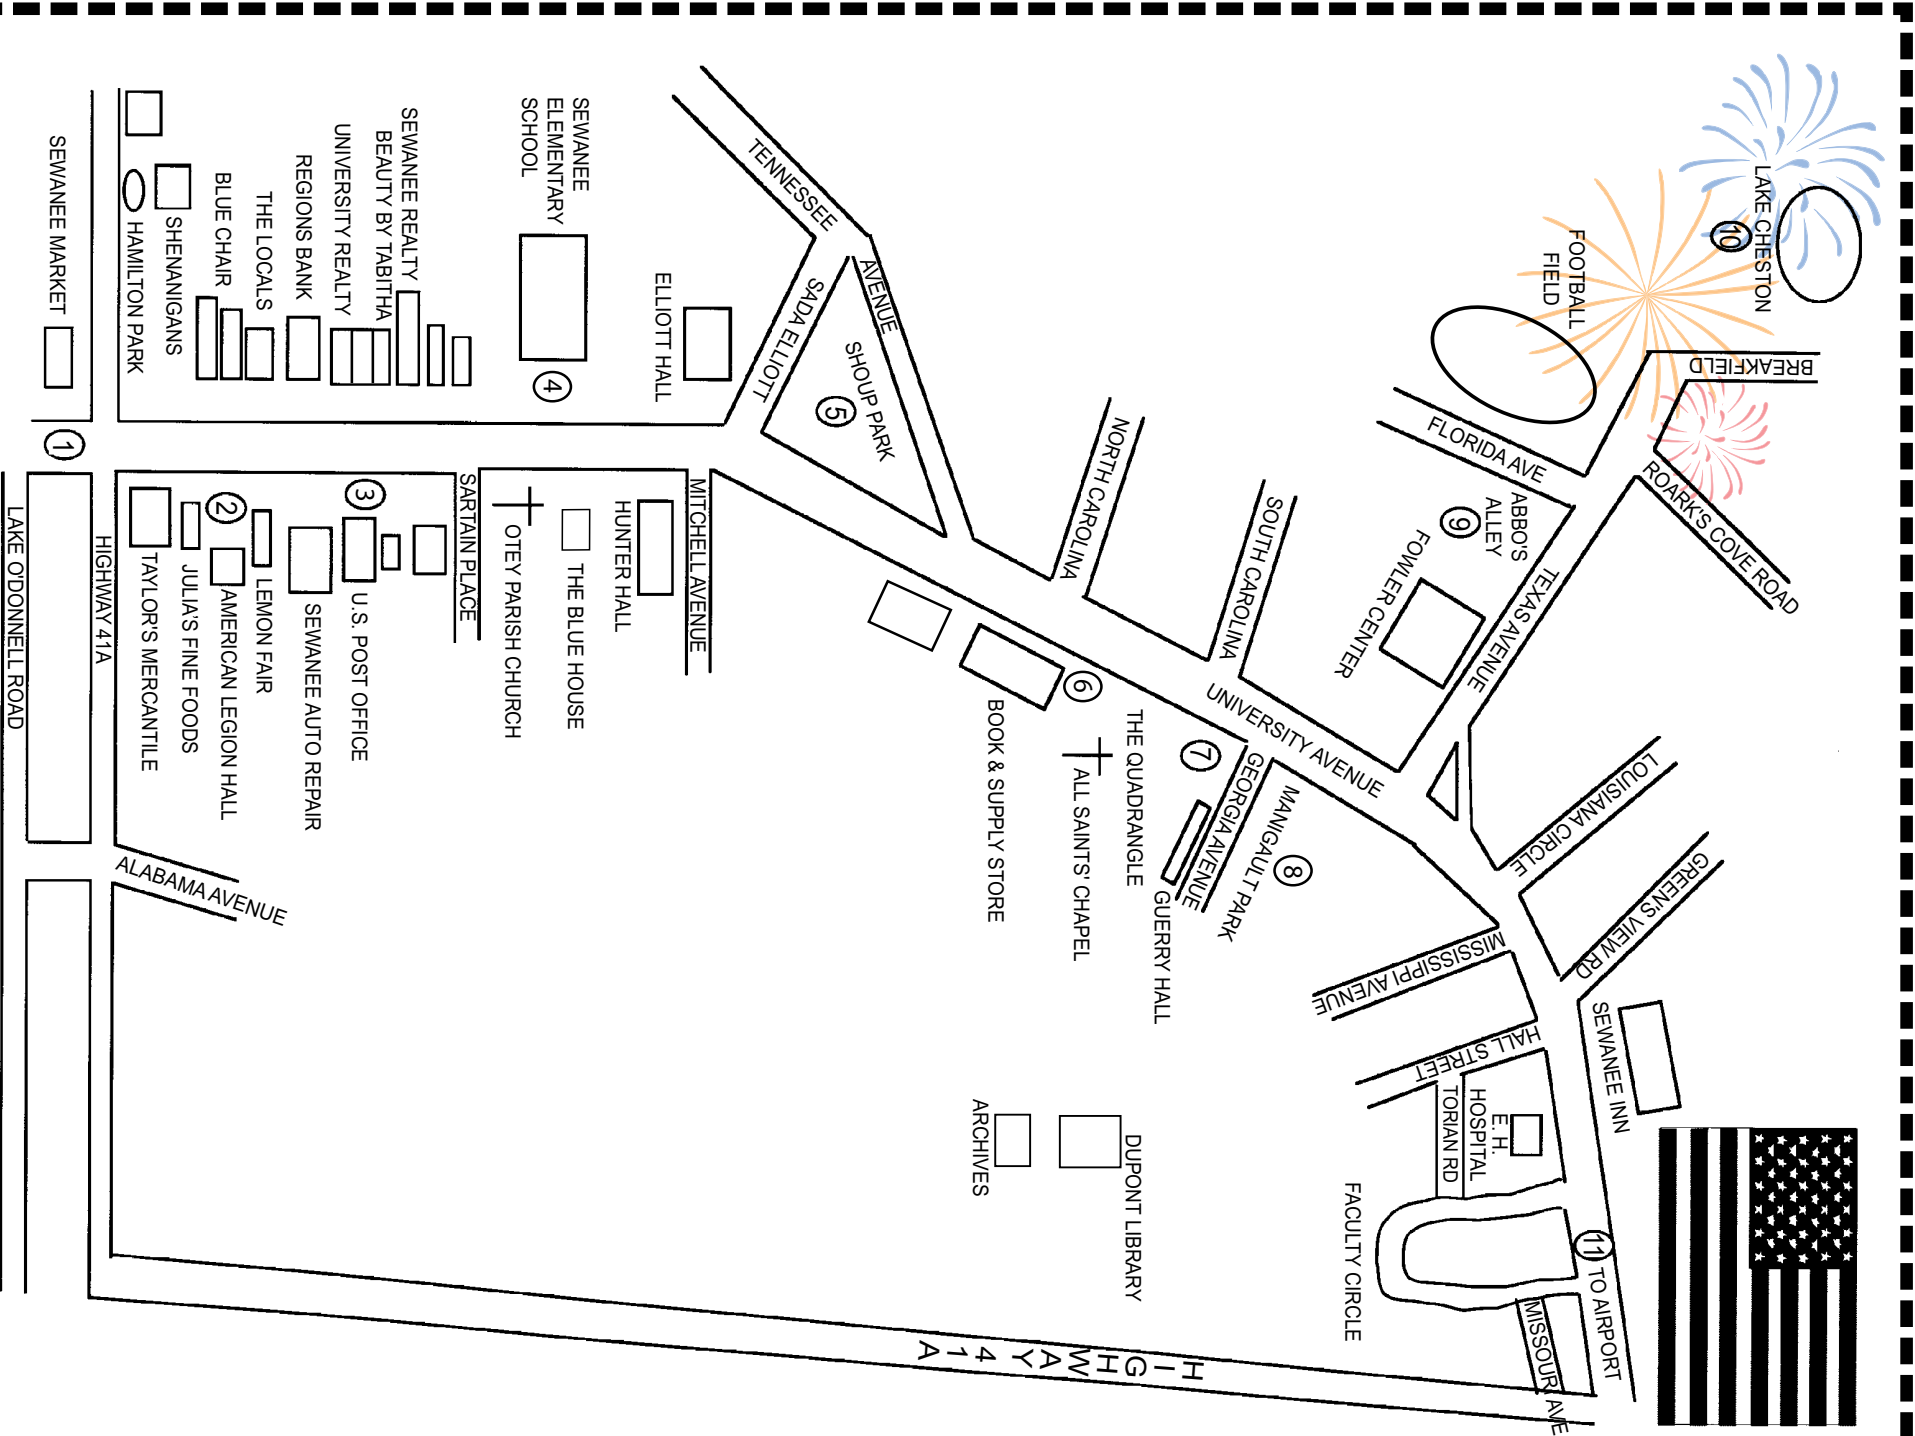 LAKE CHESTON
10
FOOTBALL
FIELD
BREAKFIELD
ROARK'S COVE ROAD
FLORIDA AVE
ABBO'S
ALLEY
9
FOWLER CENTER
TEXAS AVENUE
LOUISIANA CIRCLE
GREEN'S VIEW RD
SEWANEE INN
MISSISSIPPI AVENUE
HALL STREET
E. H.
HOSPITAL
TORIAN RD
11
TO AIRPORT
MISSOURI AVE
FACULTY CIRCLE
SOUTH CAROLINA
NORTH CAROLINA
UNIVERSITY AVENUE
MANIGAULT PARK
8
GEORGIA AVENUE
7
GUERRY HALL
THE QUADRANGLE
6
ALL SAINTS' CHAPEL
BOOK & SUPPLY STORE
DUPONT LIBRARY
ARCHIVES
HIGHWAY 41A
TENNESSEE
AVENUE
SADA ELLIOTT
SHOUP PARK
5
ELLIOTT HALL
MITCHELL AVENUE
HUNTER HALL
THE BLUE HOUSE
OTEY PARISH CHURCH
SEWANEE
ELEMENTARY
SCHOOL
4
SARTAIN PLACE
SEWANEE REALTY
BEAUTY BY TABITHA
UNIVERSITY REALTY
REGIONS BANK
THE LOCALS
BLUE CHAIR
SHENANIGANS
HAMILTON PARK
3
U.S. POST OFFICE
SEWANEE AUTO REPAIR
LEMON FAIR
2
AMERICAN LEGION HALL
JULIA'S FINE FOODS
TAYLOR'S MERCANTILE
ALABAMA AVENUE
HIGHWAY 41A
SEWANEE MARKET
1
LAKE O'DONNELL ROAD